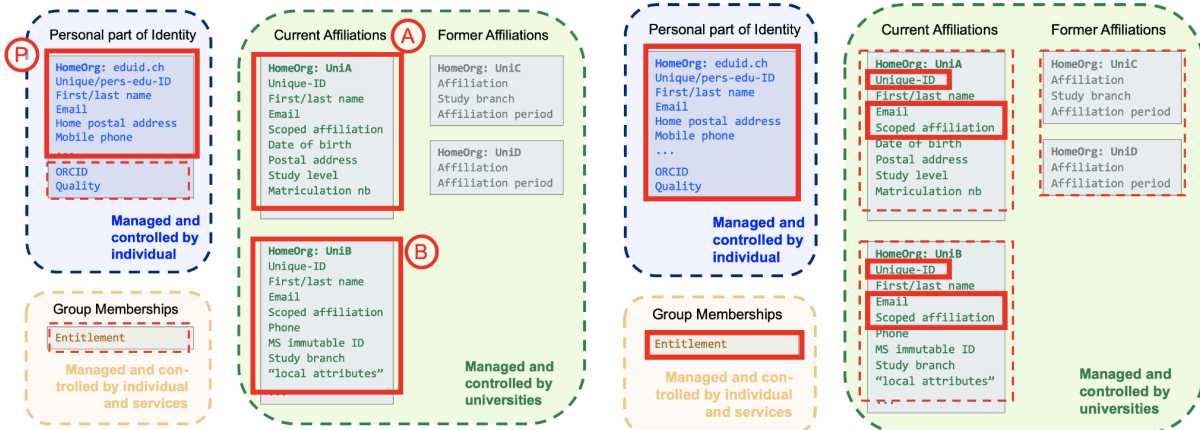 Personal part of Identity
P
HomeOrg: eduid.ch
Unique/pers-edu-ID
First/last name
Email
Home postal address
Mobile phone
...
ORCID
Quality
Managed and
controlled by
individual
Group Memberships
Entitlement
Managed and con-
trolled by individual
and services
Current Affiliations
A
HomeOrg: UniA
Unique-ID
First/last name
Email
Scoped affiliation
Date of birth
Postal address
Study level
Matriculation nb
B
HomeOrg: UniB
Unique-ID
First/last name
Email
Scoped affiliation
Phone
MS immutable ID
Study branch
“local attributes”
...
Former Affiliations
HomeOrg: UniC
Affiliation
Study branch
Affiliation period
HomeOrg: UniD
Affiliation
Affiliation period
Managed and
controlled by
universities
Personal part of Identity
HomeOrg: eduid.ch
Unique/pers-edu-ID
First/last name
Email
Home postal address
Mobile phone
...
ORCID
Quality
Managed and
controlled by
individual
Group Memberships
Entitlement
Managed and con-
trolled by individual
and services
Current Affiliations
HomeOrg: UniA
Unique-ID
First/last name
Email
Scoped affiliation
Date of birth
Postal address
Study level
Matriculation nb
...
HomeOrg: UniB
Unique-ID
First/last name
Email
Scoped affiliation
Phone
MS immutable ID
Study branch
“local attributes”
...
Former Affiliations
HomeOrg: UniC
Affiliation
Study branch
Affiliation period
HomeOrg: UniD
Affiliation
Affiliation period
Managed and
controlled by
universities